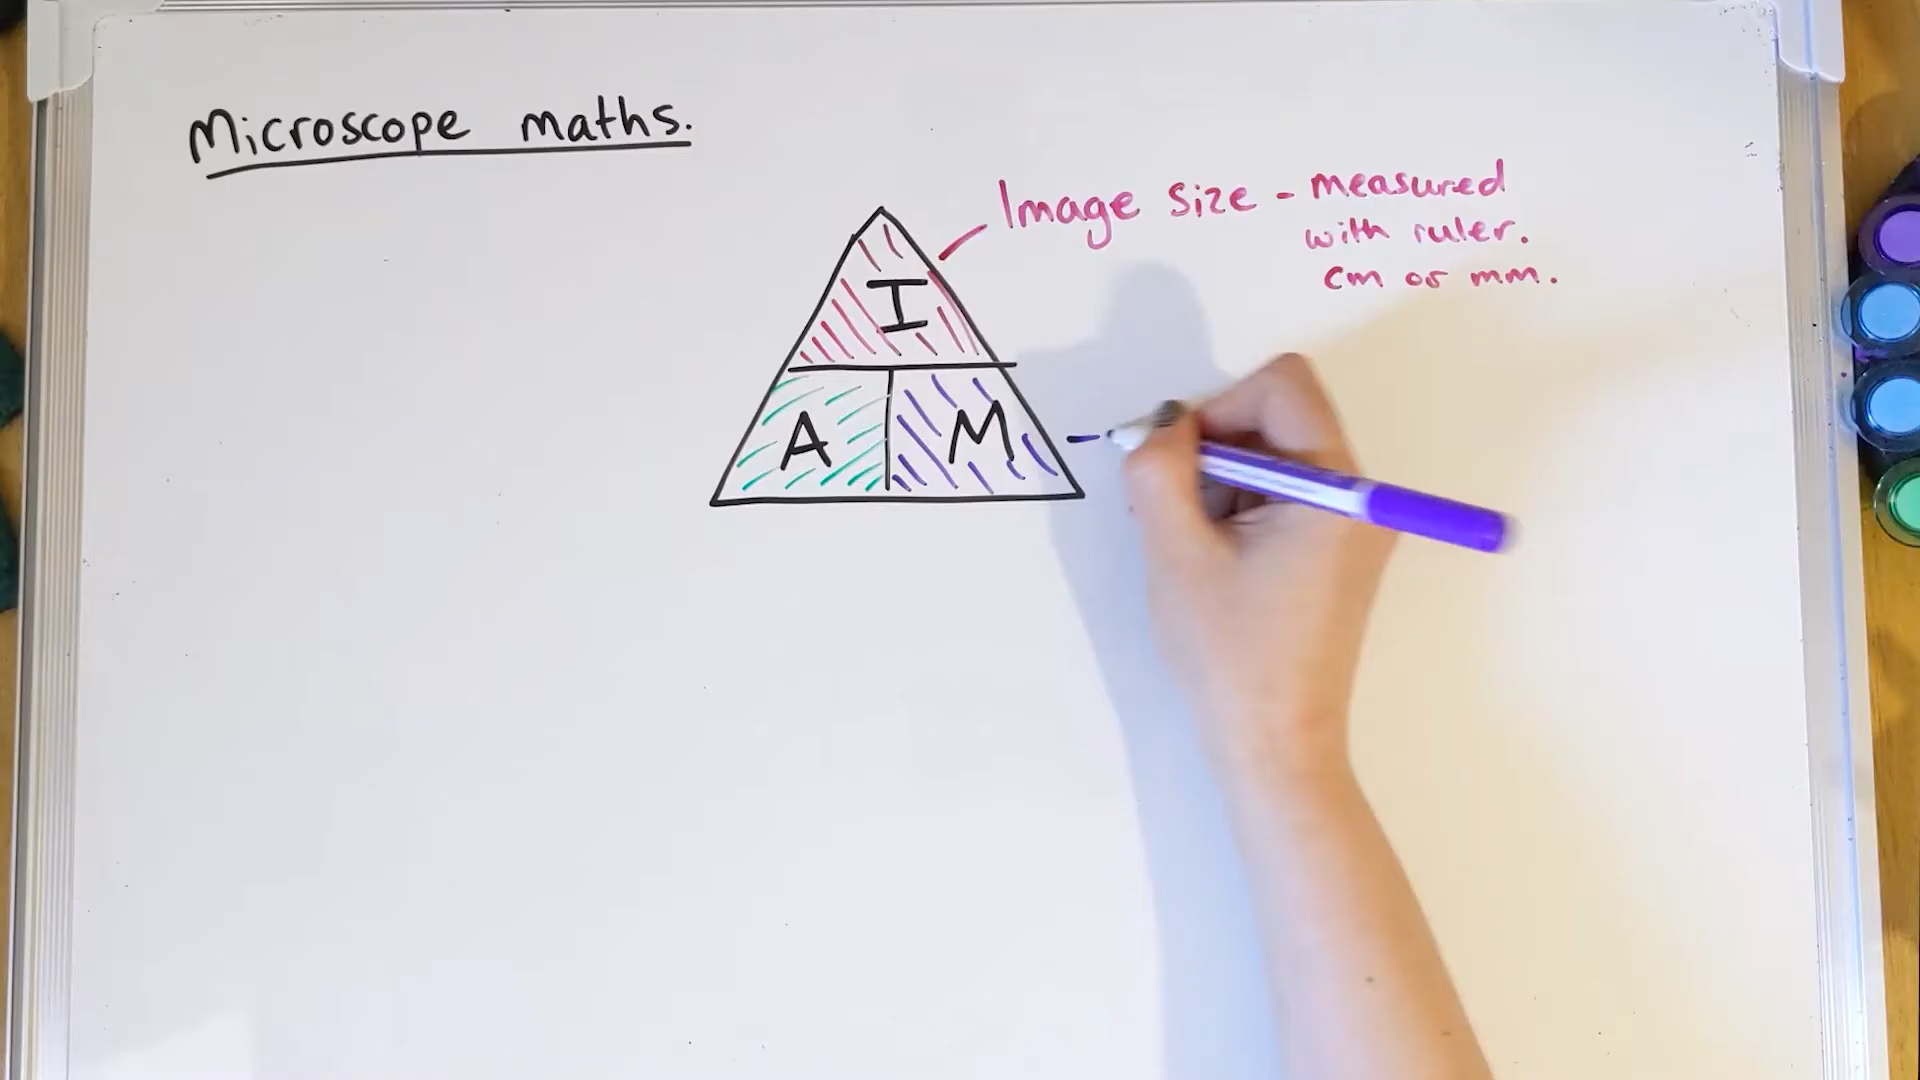 Microscope maths.
Image size - measured
with ruler.
cm or mm.
I
A M